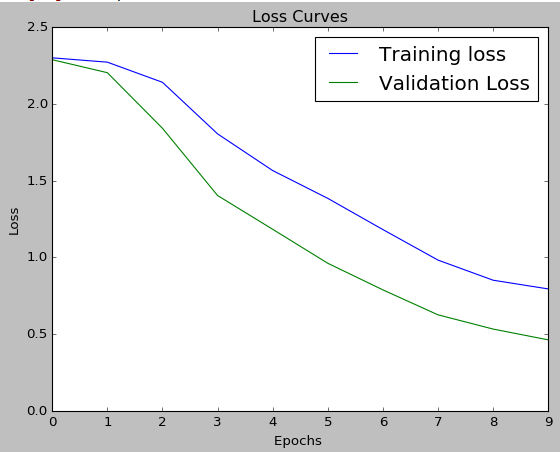 Loss Curves
2.5
2.0
1.5
1.0
0.5
0.0
Loss
Training loss
Validation Loss
0 1 2 3 4 5 6 7 8 9
Epochs